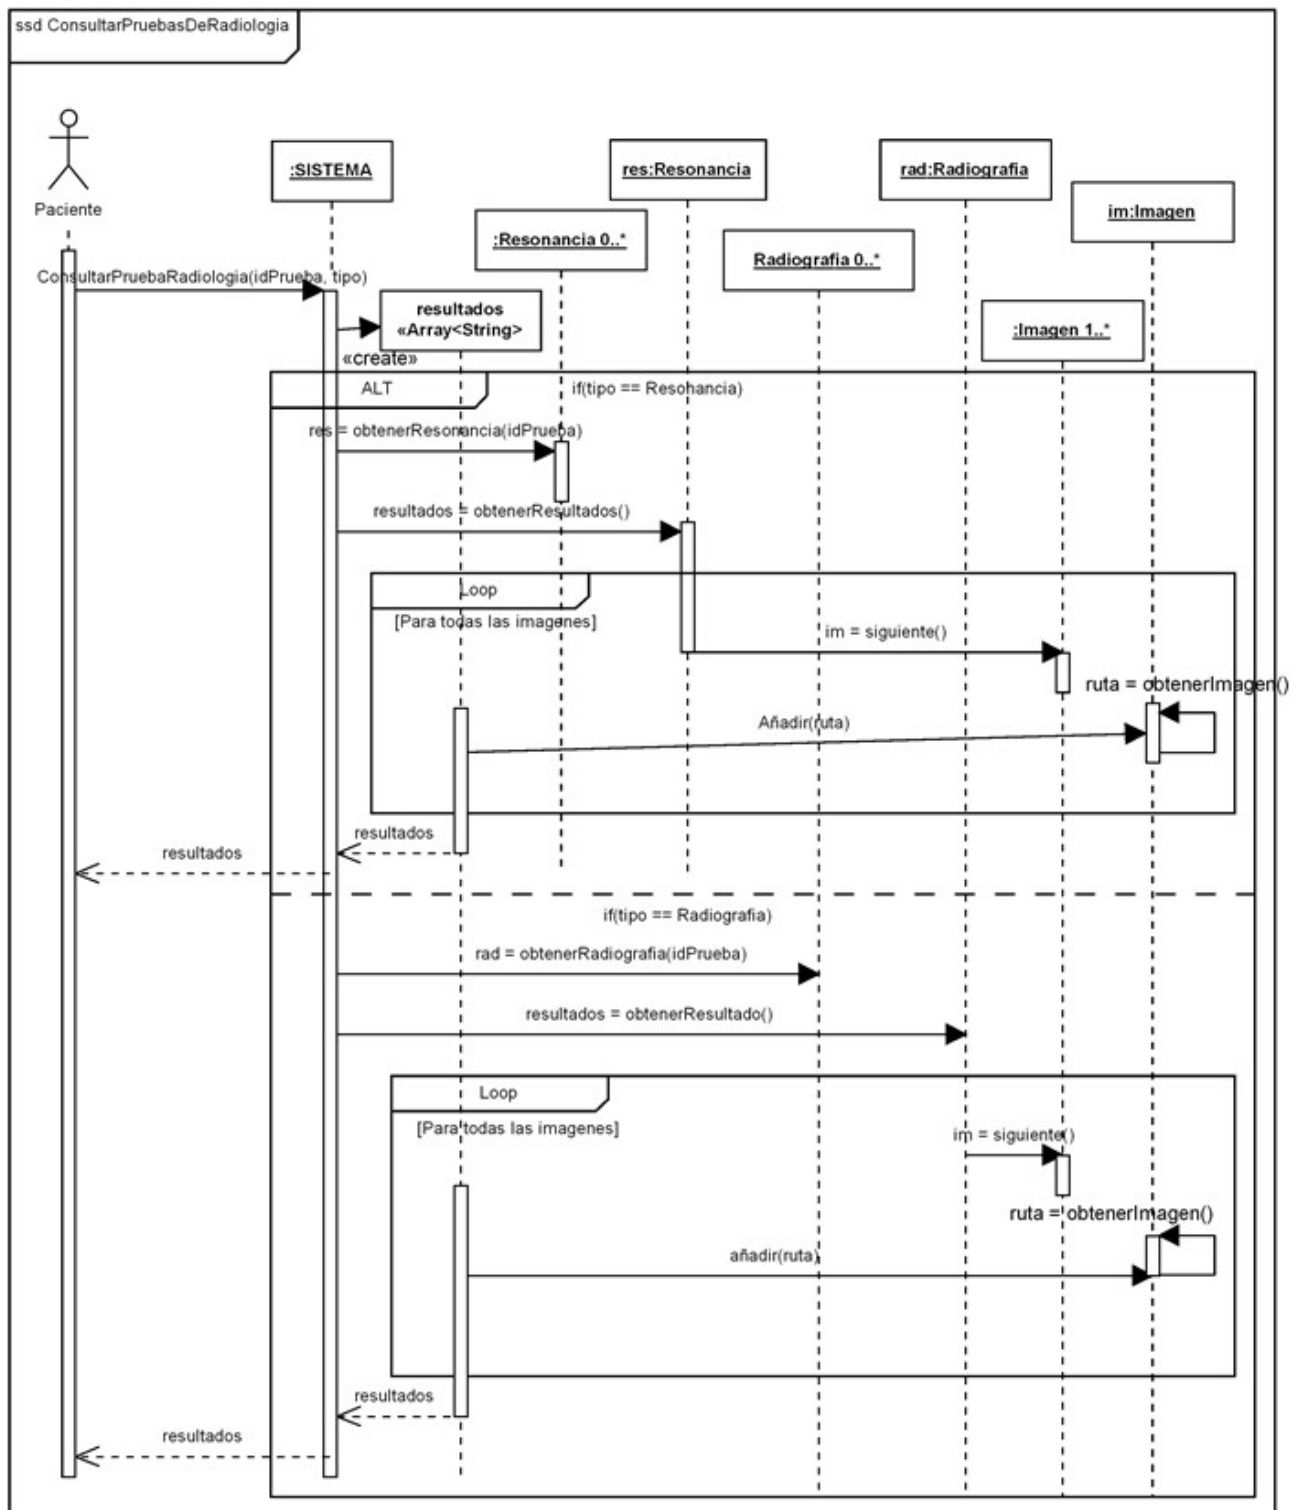 ssd ConsultarPruebasDeRadiologia
Paciente
:SISTEMA
res:Resonancia
rad:Radiografia
im:Imagen
:Resonancia 0..*
Radiografia 0..*
:Imagen 1..*
ConsultarPruebaRadiologia(idPrueba, tipo)
resultados
«Array<String>
«create»
ALT
if(tipo == Resonancia)
res = obtenerResonancia(idPrueba)
resultados = obtenerResultados()
Loop
[Para todas las imagenes]
im = siguiente()
ruta = obtenerImagen()
Añadir(ruta)
resultados
resultados
if(tipo == Radiografia)
rad = obtenerRadiografia(idPrueba)
resultados = obtenerResultado()
Loop
[Para todas las imagenes]
im = siguiente()
ruta = obtenerImagen()
añadir(ruta)
resultados
resultados